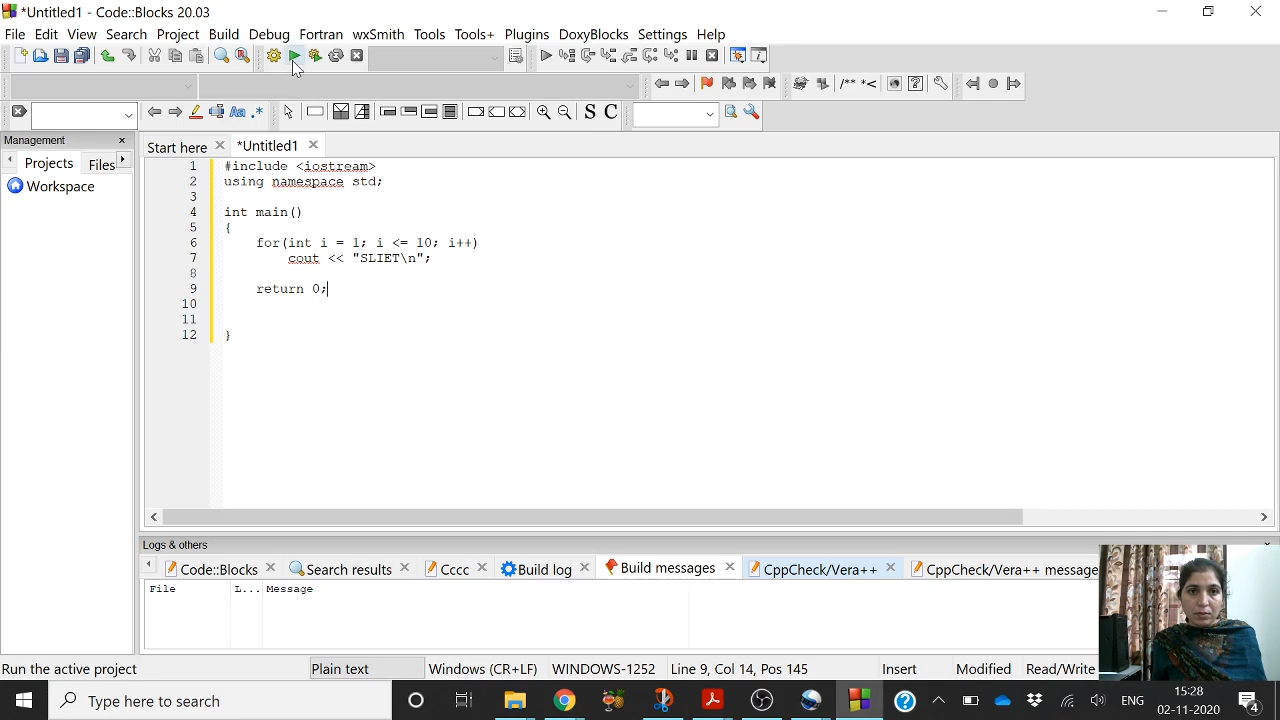 *Untitled1 - Code::Blocks 20.03
File Edit View Search Project Build Debug Fortran wxSmith Tools Tools+ Plugins DoxyBlocks Settings Help
/** *<
Aa .* S C
Management
Start here *Untitled1
Projects Files
Workspace
1 #include <iostream>
2 using namespace std;
3
4 int main()
5 {
6 for(int i = 1; i <= 10; i++)
7 cout << "SLIET\n";
8
9 return 0;
10
11
12 }
Logs & others
Code::Blocks Search results Cccc Build log Build messages CppCheck/Vera++ CppCheck/Vera++ message
File L... Message
Run the active project Plain text Windows (CR+LF) WINDOWS-1252 Line 9, Col 14, Pos 145 Insert Modified Read/Write
Type here to search
ENG
15:28
02-11-2020
4